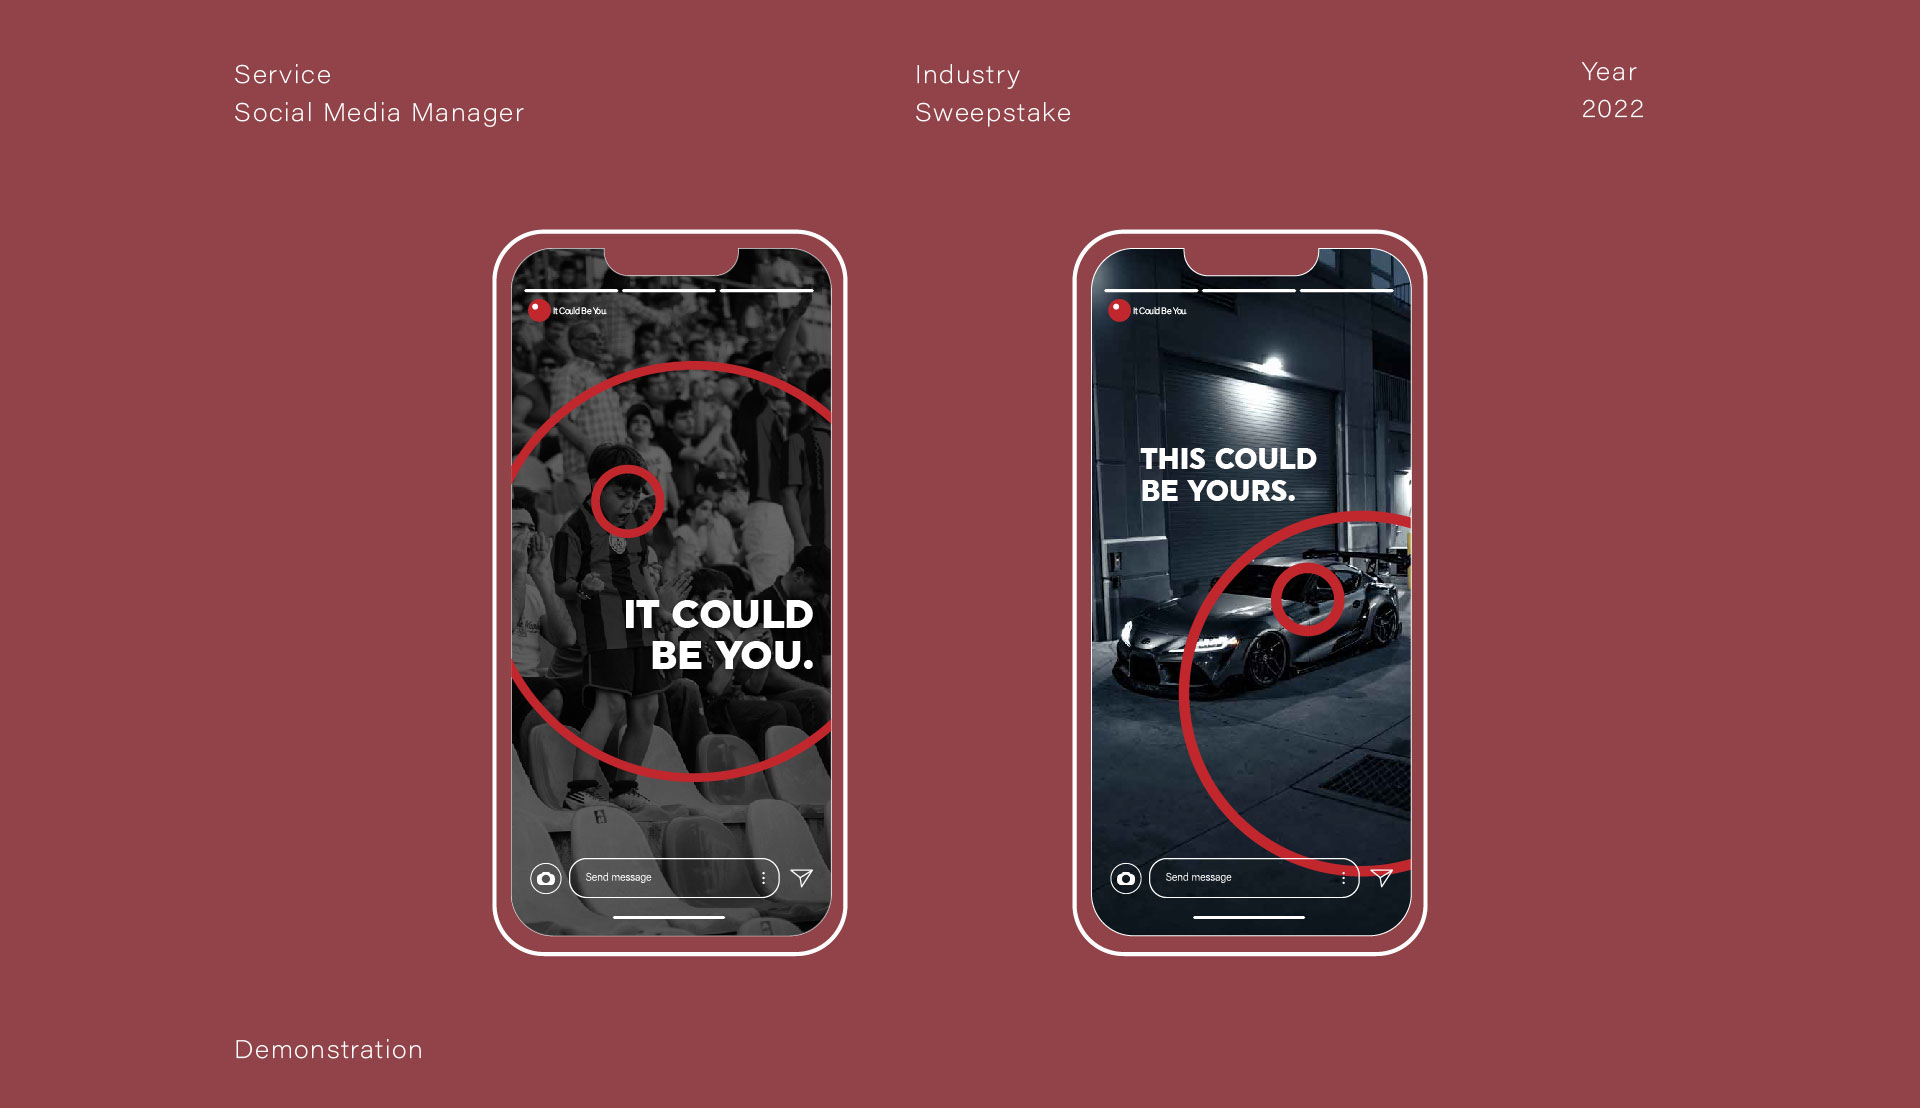 Service
Social Media Manager
Industry
Sweepstake
Year
2022
It Could Be You.
IT COULD
BE YOU.
Send message
It Could Be You.
THIS COULD
BE YOURS.
Send message
Demonstration